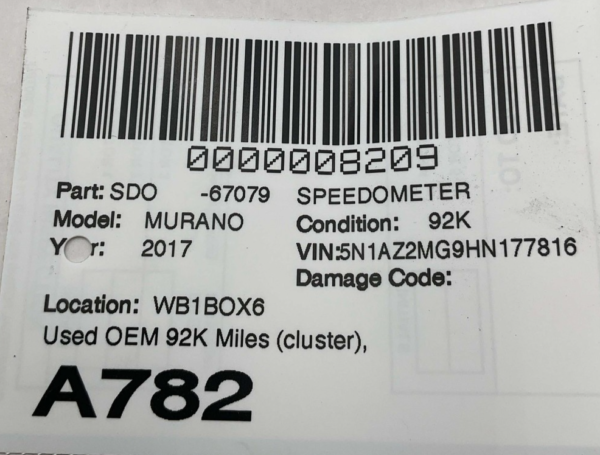 0000008209
Part: SDO -67079 SPEEDOMETER
Model: MURANO Condition: 92K
Y r: 2017 VIN:5N1AZ2MG9HN177816
Damage Code:
Location: WB1BOX6
Used OEM 92K Miles (cluster),
A782